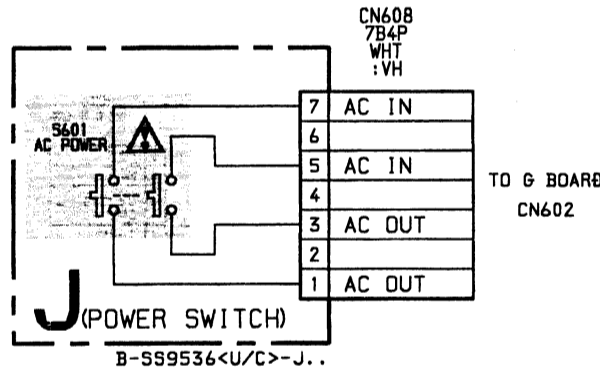 CN608
7B4P
WHT
:VH
S601
AC POWER
7 AC IN
6
5 AC IN
4
3 AC OUT
2
1 AC OUT
TO G BOARD
CN602
J (POWER SWITCH)
B-SS9536<U/C>-J..